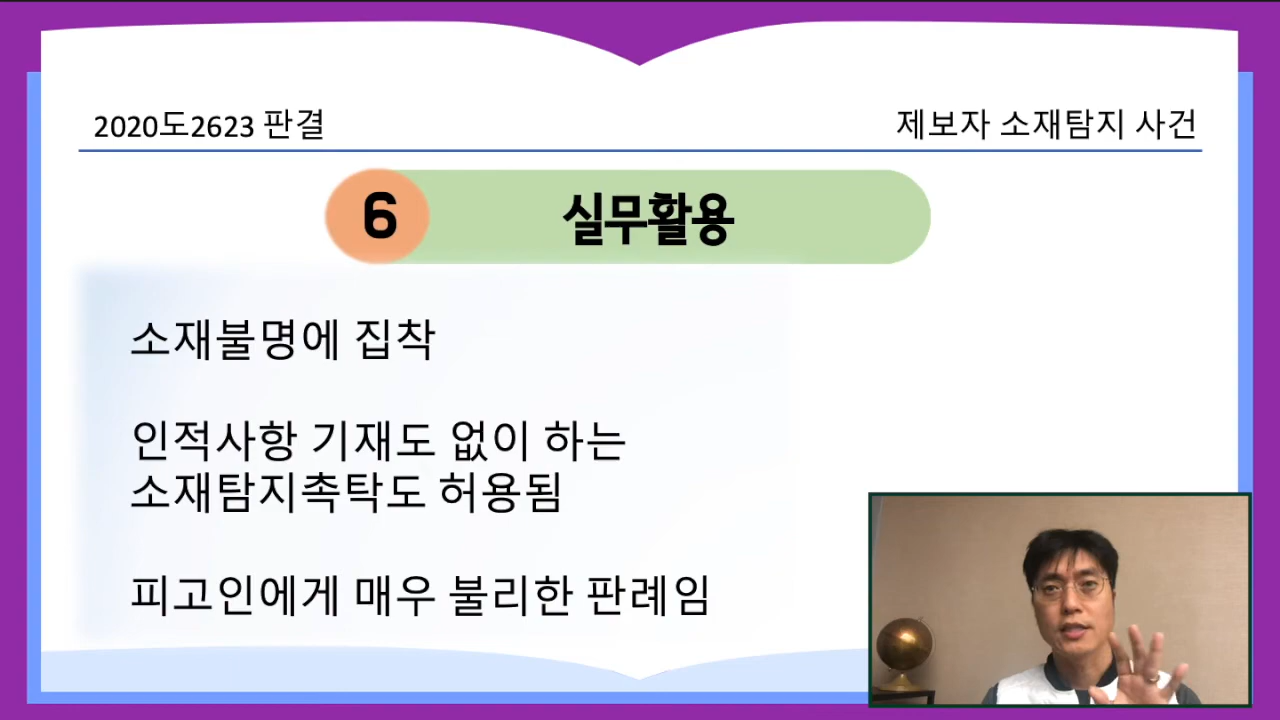 2020도2623 판결
제보자 소재탐지 사건
6
실무활용
소재불명에 집착
인적사항 기재도 없이 하는
소재탐지촉탁도 허용됨
피고인에게 매우 불리한 판례임